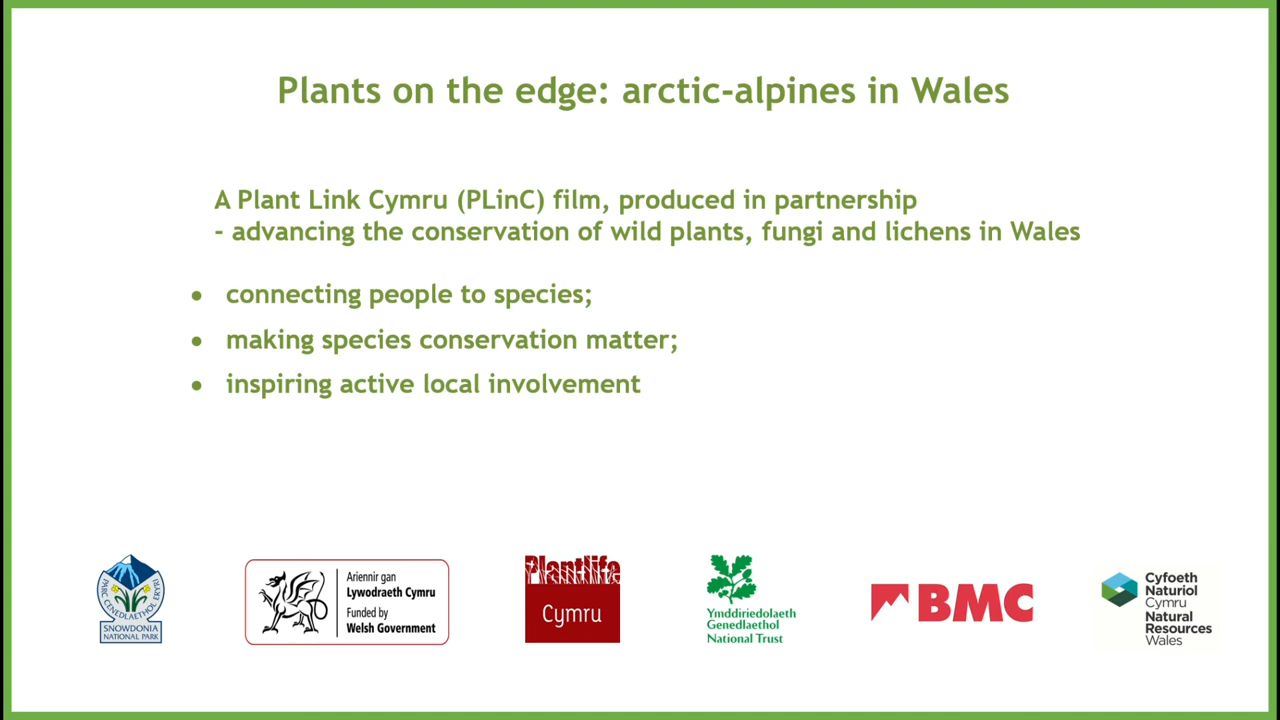 Plants on the edge: arctic-alpines in Wales
A Plant Link Cymru (PLinC) film, produced in partnership
- advancing the conservation of wild plants, fungi and lichens in Wales
• connecting people to species;
• making species conservation matter;
• inspiring active local involvement
PARC CENEDLAETHOL ERYRI
SNOWDONIA
NATIONAL PARK
Ariennir gan
Lywodraeth Cymru
Funded by
Welsh Government
Plantlife
Cymru
Ymddiriedolaeth
Genedlaethol
National Trust
BMC
Cyfoeth
Naturiol
Cymru
Natural
Resources
Wales